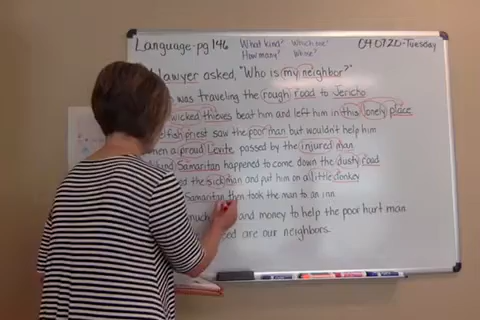 Language-pg 146 What kind? Which one? 04.07.20-Tuesday
How many? Whose?
lawyer asked, "Who is my neighbor?"
was traveling the rough road to Jericho
wicked thieves beat him and left him in this lonely place
selfish priest saw the poor man but wouldn't help him
a proud Levite passed by the injured man
Samaritan happened to come down the dusty road
the sick man and put him on a little donkey
Samaritan then took the man to an inn
and money to help the poor hurt man
are our neighbors.